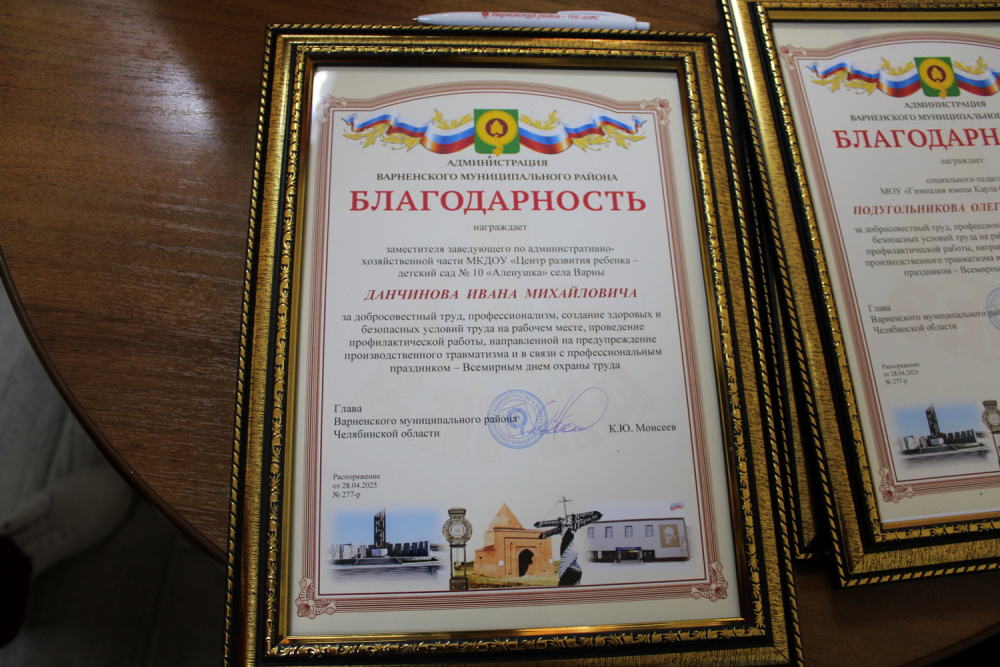 Варненский район - 100 лет!
АДМИНИСТРАЦИЯ
ВАРНЕНСКОГО МУНИЦИПАЛЬНОГО РАЙОНА
БЛАГОДАРНОСТЬ
награждает
заместителя заведующего по административно-
хозяйственной части МКДОУ «Центр развития ребенка –
детский сад № 10 «Аленушка» села Варны
ДАНЧИНОВА ИВАНА МИХАЙЛОВИЧА
за добросовестный труд, профессионализм, создание здоровых и
безопасных условий труда на рабочем месте, проведение
профилактической работы, направленной на предупреждение
производственного травматизма и в связи с профессиональным
праздником – Всемирным днем охраны труда
Глава
Варненского муниципального района
Челябинской области
К.Ю. Моисеев
Распоряжение
от 28.04.2025
№ 277-р
АДМИНИСТРАЦИЯ
ВАРНЕНСКОГО МУНИЦИПАЛЬНО
БЛАГОДАРН
награждает
социального педаго
МОУ «Гимназия имени Карла
ПОДУГОЛЬНИКОВА ОЛЕГ
за добросовестный труд, профессио
безопасных условий труда на ра
профилактической работы, напра
производственного травматизма и
праздником – Всемирн
Глава
Варненского муниципального рай
Челябинской области
Распоряжение
от 28.04.2025
№ 277-р